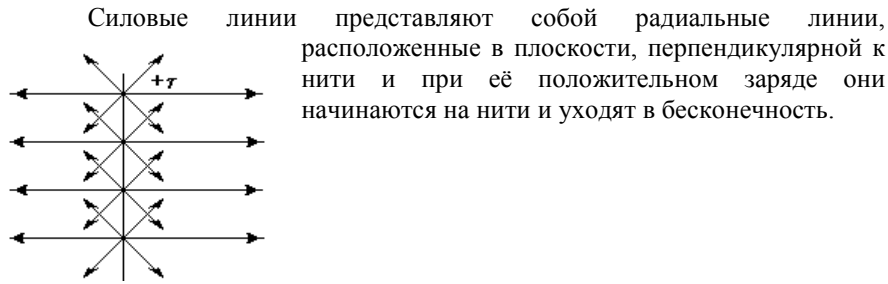 Силовые линии представляют собой радиальные линии,
расположенные в плоскости, перпендикулярной к
нити и при её положительном заряде они
начинаются на нити и уходят в бесконечность.
+τ